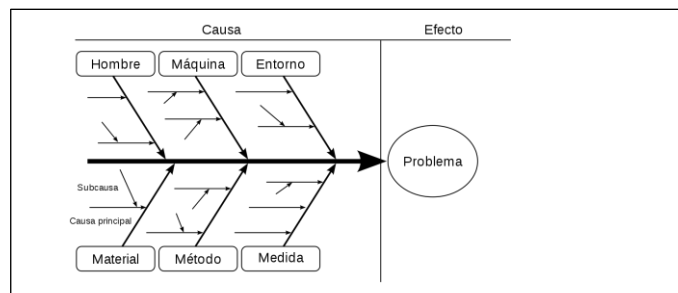 Causa
Efecto
Hombre
Máquina
Entorno
Problema
Subcausa
Causa principal
Material
Método
Medida